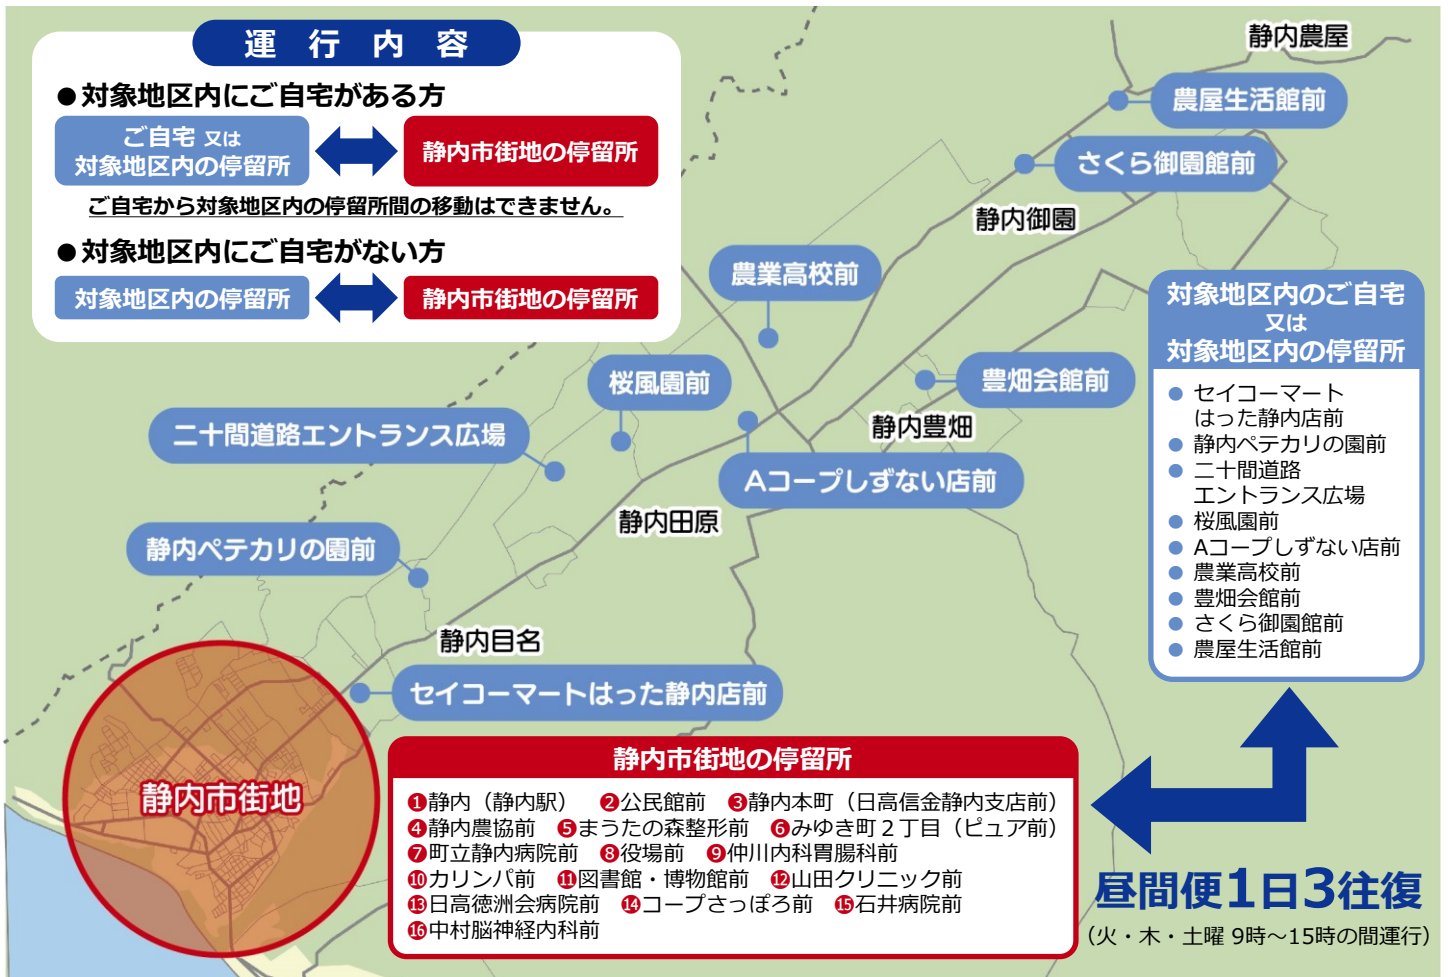 運行内容
●対象地区内にご自宅がある方
ご自宅 又は
対象地区内の停留所
静内市街地の停留所
ご自宅から対象地区内の停留所間の移動はできません。
●対象地区内にご自宅がない方
対象地区内の停留所
静内市街地の停留所
静内農屋
農屋生活館前
さくら御園館前
静内御園
農業高校前
桜風園前
豊畑会館前
静内豊畑
二十間道路エントランス広場
Aコープしずない店前
静内田原
静内ペテカリの園前
静内目名
セイコーマートはった静内店前
静内市街地
対象地区内のご自宅
又は
対象地区内の停留所
● セイコーマート
はった静内店前
● 静内ペテカリの園前
● 二十間道路
エントランス広場
● 桜風園前
● Aコープしずない店前
● 農業高校前
● 豊畑会館前
● さくら御園館前
● 農屋生活館前
静内市街地の停留所
❶静内（静内駅） ❷公民館前 ❸静内本町（日高信金静内支店前）
❹静内農協前 ❺まうたの森整形前 ❻みゆき町２丁目（ピュア前）
❼町立静内病院前 ❽役場前 ❾仲川内科胃腸科前
❿カリンパ前 ⓫図書館・博物館前 ⓬山田クリニック前
⓭日高徳洲会病院前 ⓮コープさっぽろ前 ⓯石井病院前
⓰中村脳神経内科前
昼間便1日3往復
（火・木・土曜 9時～15時の間運行）